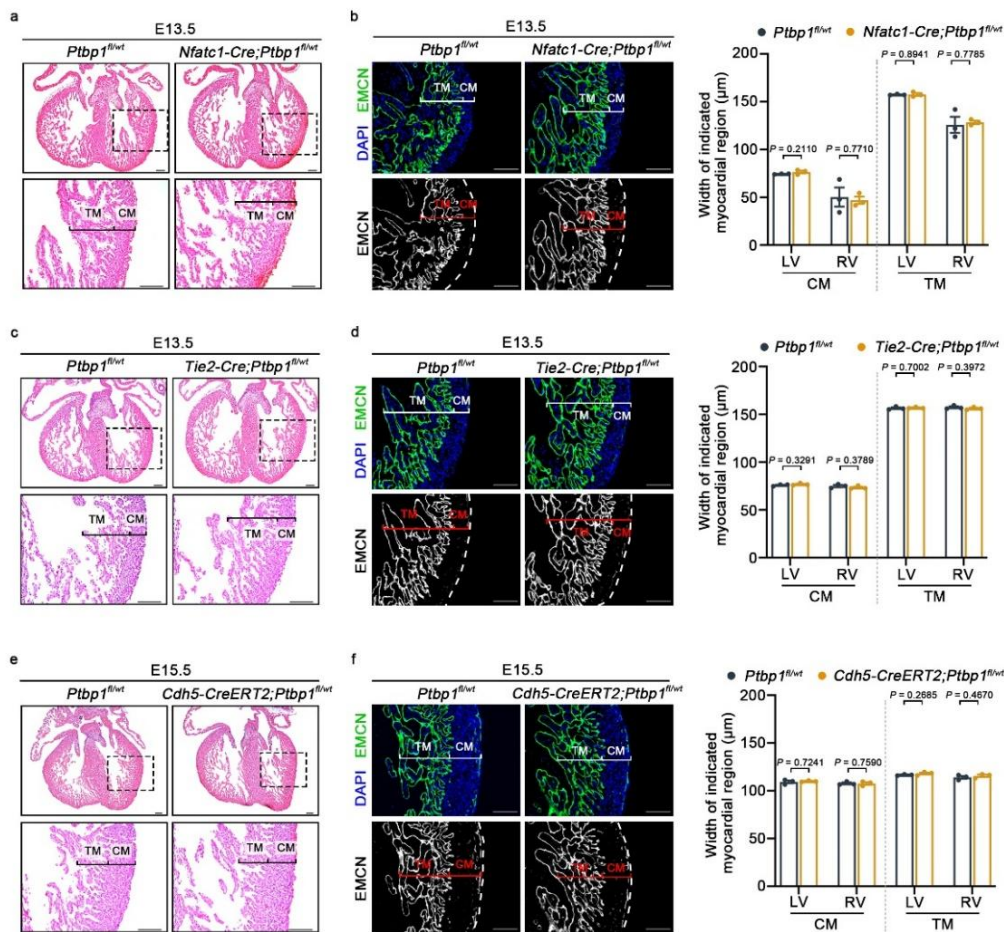 a
E13.5
Ptbp1fl/wt
Nfatc1-Cre;Ptbp1fl/wt
TM CM
TM CM
b
E13.5
Ptbp1fl/wt
Nfatc1-Cre;Ptbp1fl/wt
DAPI EMCN
TM CM
TM CM
EMCN
TM CM
TM CM
Ptbp1fl/wt
Nfatc1-Cre;Ptbp1fl/wt
Width of indicated
myocardial region (μm)
200
150
100
50
0
P = 0.2110
P = 0.7710
P = 0.8941
P = 0.7785
LV RV LV RV
CM TM
c
E13.5
Ptbp1fl/wt
Tie2-Cre;Ptbp1fl/wt
TM CM
TM CM
d
E13.5
Ptbp1fl/wt
Tie2-Cre;Ptbp1fl/wt
DAPI EMCN
TM CM
TM CM
EMCN
TM CM
TM CM
Ptbp1fl/wt
Tie2-Cre;Ptbp1fl/wt
Width of indicated
myocardial region (μm)
200
150
100
50
0
P = 0.3291
P = 0.3789
P = 0.7002
P = 0.3972
LV RV LV RV
CM TM
e
E15.5
Ptbp1fl/wt
Cdh5-CreERT2;Ptbp1fl/wt
TM CM
TM CM
f
E15.5
Ptbp1fl/wt
Cdh5-CreERT2;Ptbp1fl/wt
DAPI EMCN
TM CM
TM CM
EMCN
TM CM
TM CM
Ptbp1fl/wt
Cdh5-CreERT2;Ptbp1fl/wt
Width of indicated
myocardial region (μm)
200
150
100
50
0
P = 0.7241
P = 0.7590
P = 0.2685
P = 0.4670
LV RV LV RV
CM TM